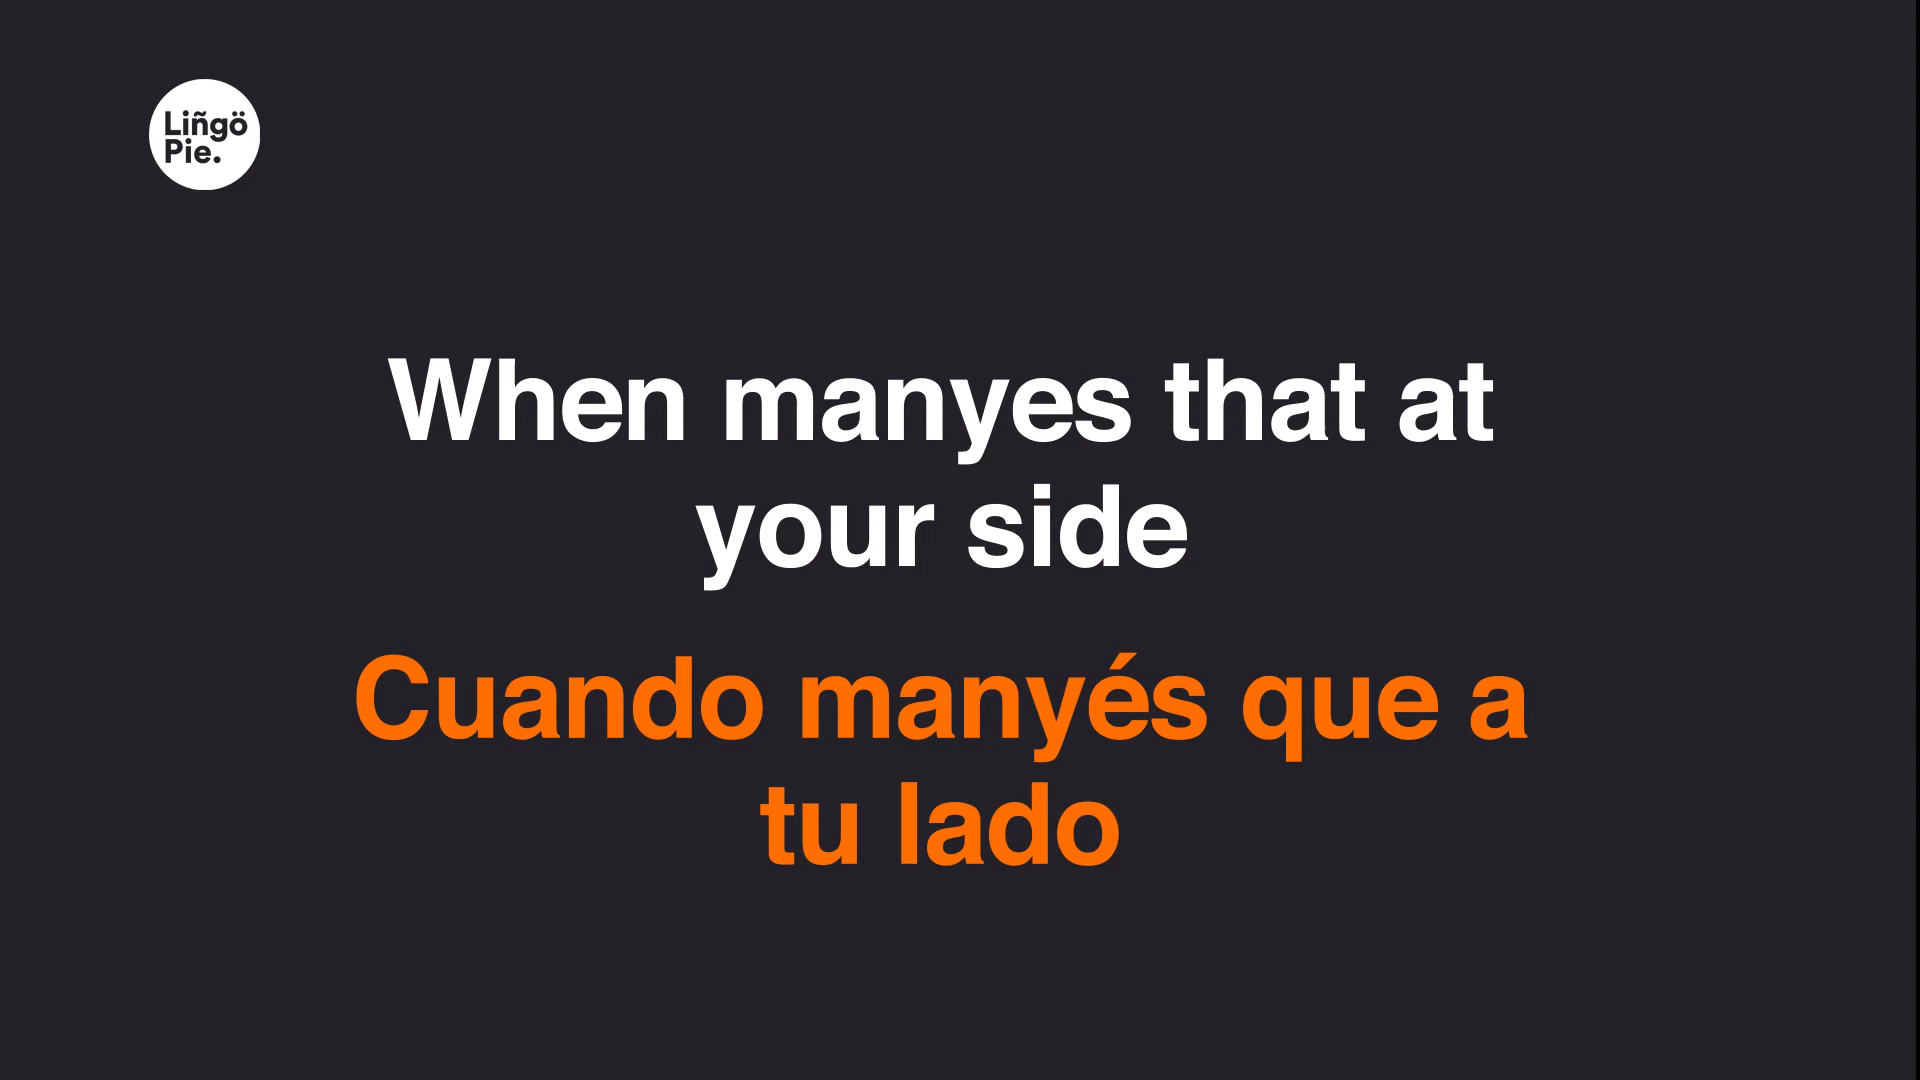 Liñgö
Pie.
When manyes that at
your side
Cuando manyés que a
tu lado